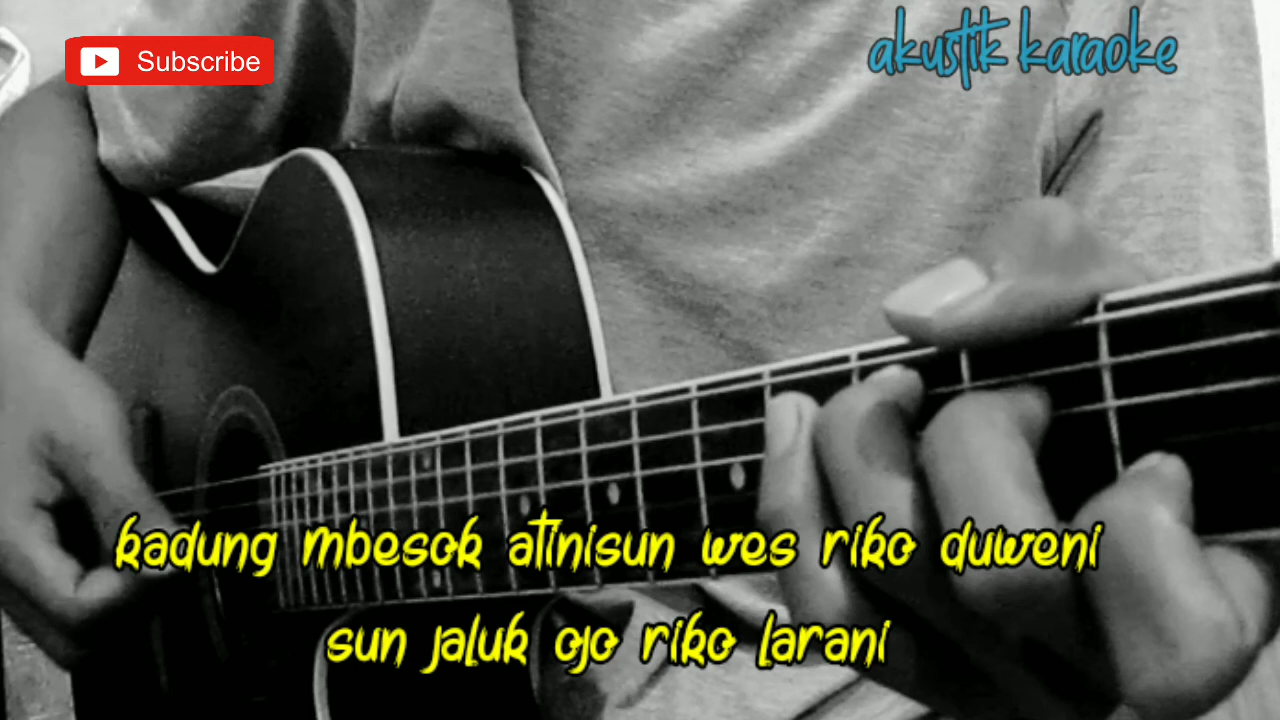 Subscribe
akustik karaoke
kadung mbesok atinisun wes riko duweni
sun jaluk ojo riko larani